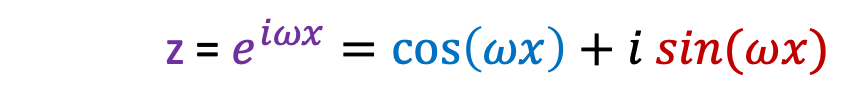 z = e^{iωx} = cos(ωx) + i sin(ωx)